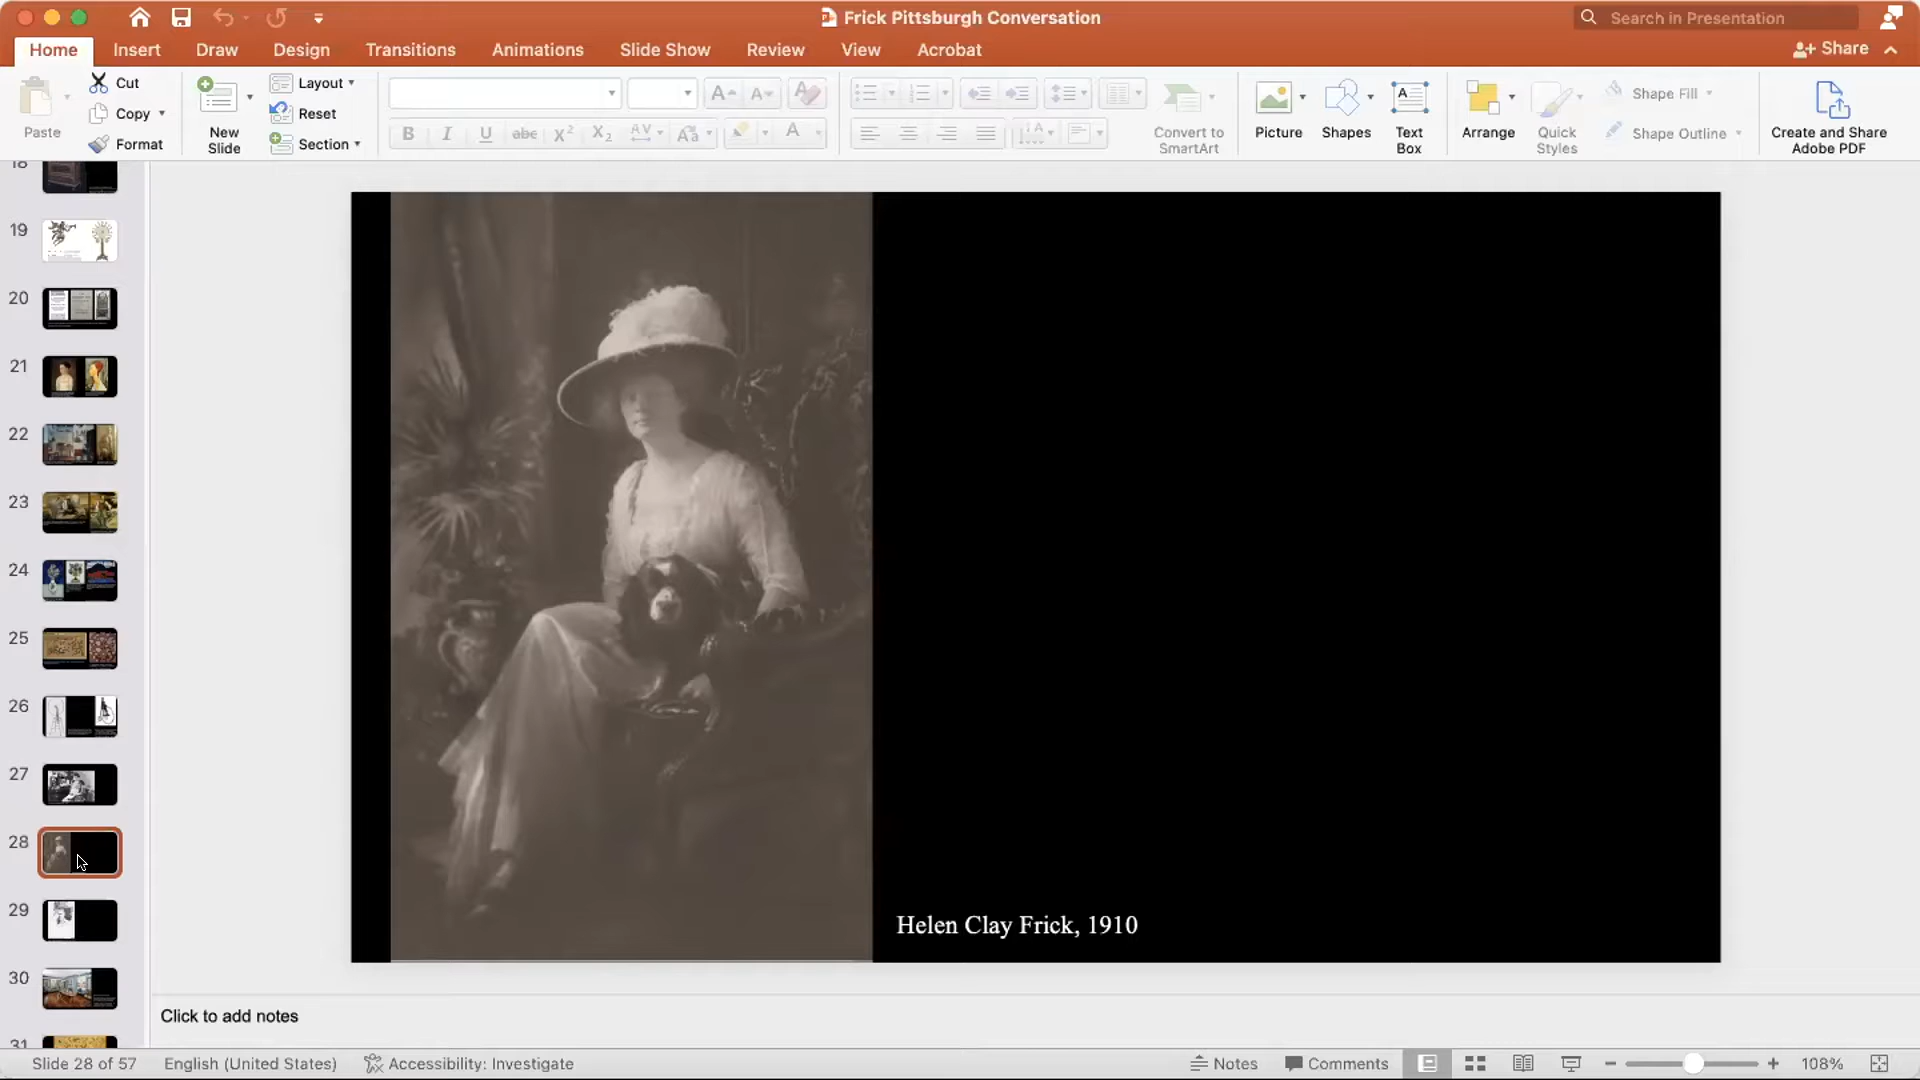 Frick Pittsburgh Conversation
Search in Presentation
Home Insert Draw Design Transitions Animations Slide Show Review View Acrobat
Share
Paste
Cut
Copy
Format
New Slide
Layout
Reset
Section
Convert to SmartArt
Picture
Shapes
Text Box
Arrange
Quick Styles
Shape Fill
Shape Outline
Create and Share Adobe PDF
18
19
20
21
22
23
24
25
26
27
28
29
30
31
Helen Clay Frick, 1910
Click to add notes
Slide 28 of 57 English (United States) Accessibility: Investigate Notes Comments 108%